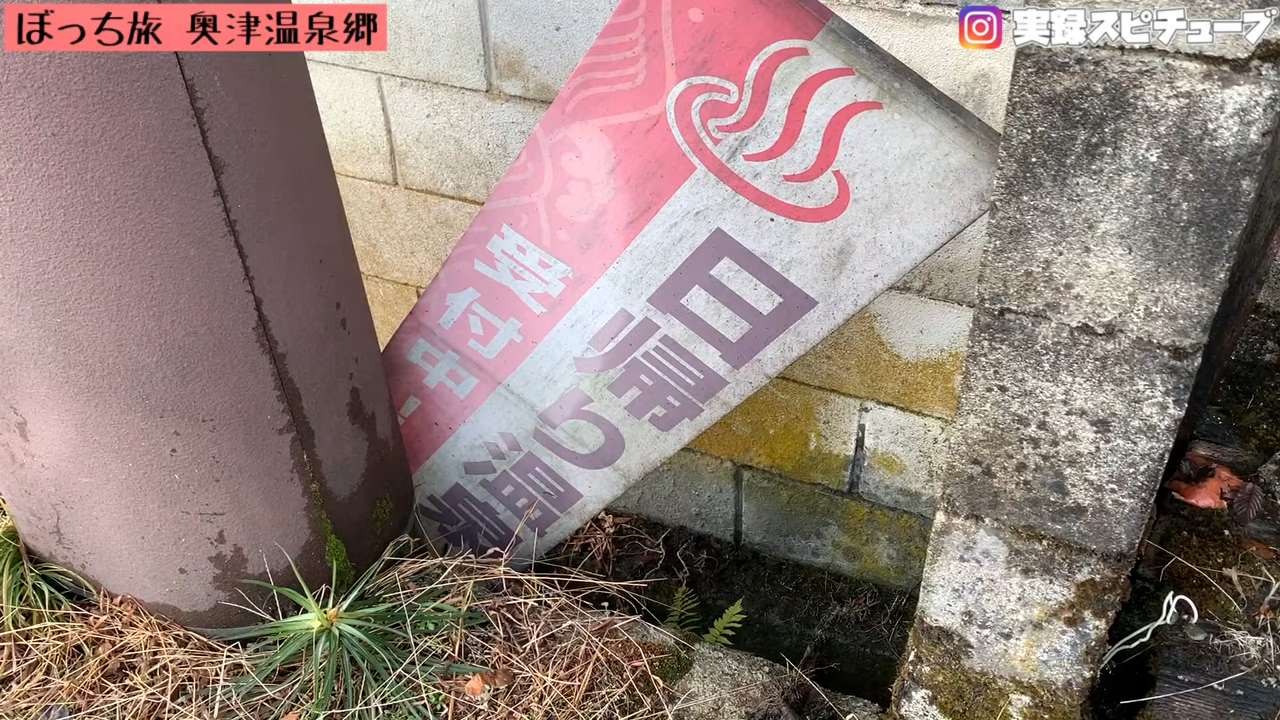 ぼっち旅 奥津温泉郷
実録スピチューブ
日帰り温泉
受付中!